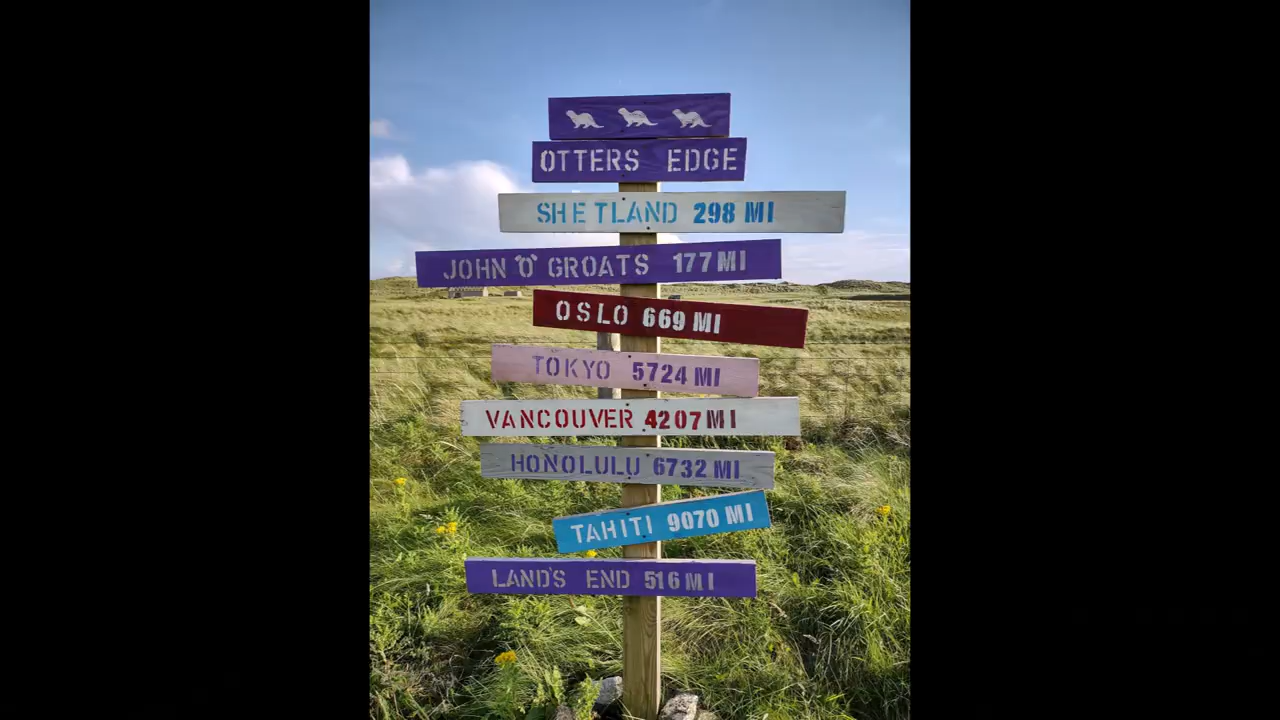 OTTERS EDGE
SHETLAND 298 MI
JOHN 'O' GROATS 177 MI
OSLO 669 MI
TOKYO 5724 MI
VANCOUVER 4207 MI
HONOLULU 6732 MI
TAHITI 9070 MI
LAND'S END 516 MI